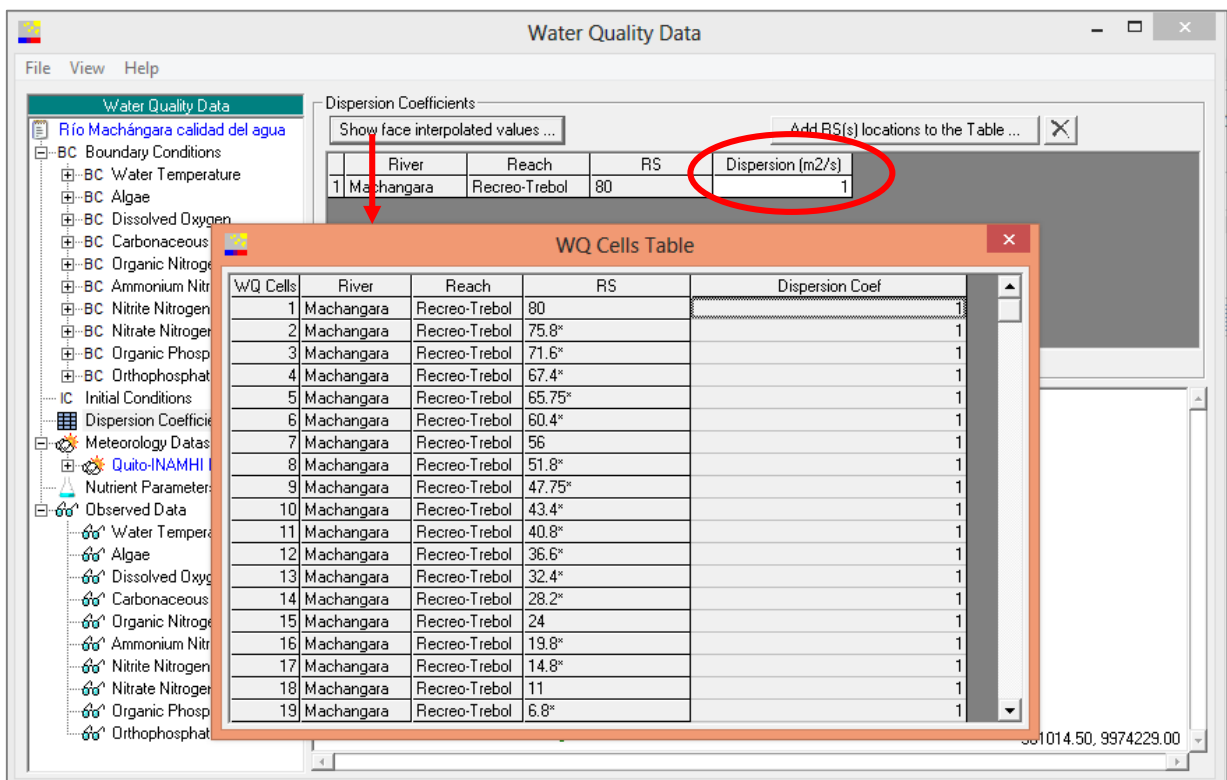 Water Quality Data
File View Help
Water Quality Data
Río Machángara calidad del agua
BC Boundary Conditions
BC Water Temperature
BC Algae
BC Dissolved Oxygen
BC Carbonaceous
BC Organic Nitroge
BC Ammonium Nitr
BC Nitrite Nitrogen
BC Nitrate Nitroger
BC Organic Phosp
BC Orthophosphat
IC Initial Conditions
Dispersion Coefficie
Meteorology Datas
Quito-INAMHI
Nutrient Parameter
Observed Data
Water Tempera
Algae
Dissolved Oxyg
Carbonaceous
Organic Nitroge
Ammonium Nitr
Nitrite Nitrogen
Nitrate Nitroger
Organic Phosp
Orthophosphat
Dispersion Coefficients
Show face interpolated values ... Add RS(s) locations to the Table ...
River Reach RS Dispersion (m2/s)
1 Machangara Recreo-Trebol 80 1
WQ Cells Table
WQ Cells River Reach RS Dispersion Coef
1 Machangara Recreo-Trebol 80 1
2 Machangara Recreo-Trebol 75.8* 1
3 Machangara Recreo-Trebol 71.6* 1
4 Machangara Recreo-Trebol 67.4* 1
5 Machangara Recreo-Trebol 65.75* 1
6 Machangara Recreo-Trebol 60.4* 1
7 Machangara Recreo-Trebol 56 1
8 Machangara Recreo-Trebol 51.8* 1
9 Machangara Recreo-Trebol 47.75* 1
10 Machangara Recreo-Trebol 43.4* 1
11 Machangara Recreo-Trebol 40.8* 1
12 Machangara Recreo-Trebol 36.6* 1
13 Machangara Recreo-Trebol 32.4* 1
14 Machangara Recreo-Trebol 28.2* 1
15 Machangara Recreo-Trebol 24 1
16 Machangara Recreo-Trebol 19.8* 1
17 Machangara Recreo-Trebol 14.8* 1
18 Machangara Recreo-Trebol 11 1
19 Machangara Recreo-Trebol 6.8* 1
9974229.00